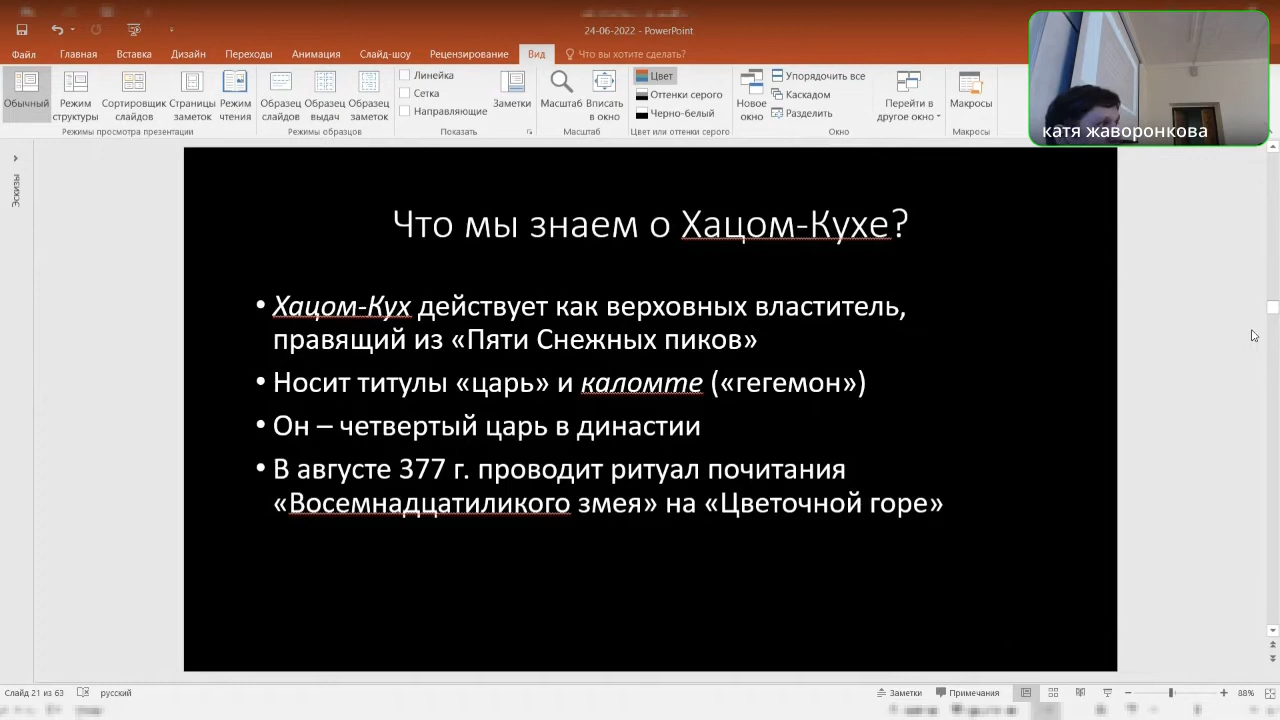 24-06-2022 - PowerPoint
Файл Главная Вставка Дизайн Переходы Анимация Слайд-шоу Рецензирование Вид Что вы хотите сделать?
Обычный
Режим структуры
Сортировщик слайдов
Страницы заметок
Режим чтения
Режимы просмотра презентации
Образец слайдов
Образец выдач
Образец заметок
Режимы образцов
Линейка
Сетка
Направляющие
Показать
Заметки
Масштаб
Вписать в окно
Масштаб
Цвет
Оттенки серого
Черно-белый
Цвет или оттенки серого
Новое окно
Упорядочить все
Каскадом
Разделить
Перейти в другое окно
Окно
Макросы
Макросы
катя жаворонкова
Эскизы
Что мы знаем о Хацом-Кухе?
• Хацом-Кух действует как верховных властитель,
правящий из «Пяти Снежных пиков»
• Носит титулы «царь» и каломте («гегемон»)
• Он – четвертый царь в династии
• В августе 377 г. проводит ритуал почитания
«Восемнадцатиликого змея» на «Цветочной горе»
Слайд 21 из 63 русский Заметки Примечания 88%